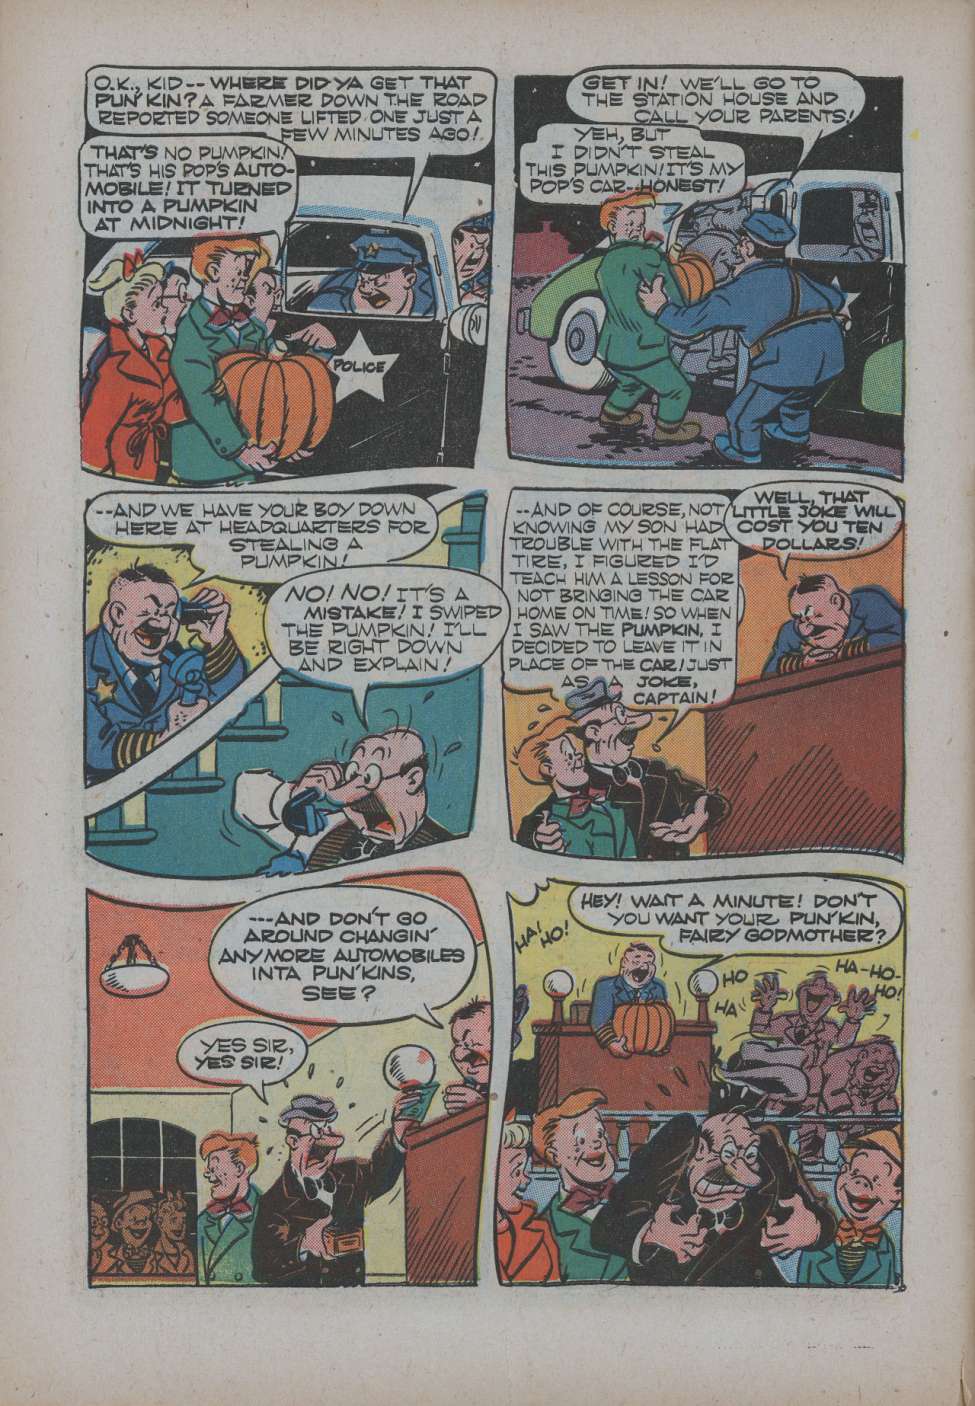 O.K., KID-- WHERE DID YA GET THAT
PUN'KIN? A FARMER DOWN THE ROAD
REPORTED SOMEONE LIFTED ONE JUST A
FEW MINUTES AGO!
THAT'S NO PUMPKIN!
THAT'S HIS POP'S AUTO-
MOBILE! IT TURNED
INTO A PUMPKIN
AT MIDNIGHT!
POLICE
GET IN! WE'LL GO TO
THE STATION HOUSE AND
CALL YOUR PARENTS!
YEH, BUT
I DIDN'T STEAL
THIS PUMPKIN! IT'S MY
POP'S CAR--HONEST!
--AND WE HAVE YOUR BOY DOWN
HERE AT HEADQUARTERS FOR
STEALING A
PUMPKIN!
NO! NO! IT'S A
MISTAKE! I SWIPED
THE PUMPKIN! I'LL
BE RIGHT DOWN
AND EXPLAIN!
--AND OF COURSE, NOT
KNOWING MY SON HAD
TROUBLE WITH THE FLAT
TIRE, I FIGURED I'D
TEACH HIM A LESSON FOR
NOT BRINGING THE CAR
HOME ON TIME! SO WHEN
I SAW THE PUMPKIN, I
DECIDED TO LEAVE IT IN
PLACE OF THE CAR! JUST
AS A JOKE,
CAPTAIN!
WELL, THAT
LITTLE JOKE WILL
COST YOU TEN
DOLLARS!
---AND DON'T GO
AROUND CHANGIN'
ANYMORE AUTOMOBILES
INTA PUN'KINS,
SEE?
YES SIR,
YES SIR!
HEY! WAIT A MINUTE! DON'T
YOU WANT YOUR PUN'KIN,
FAIRY GODMOTHER?
HA!
HO!
HO
HA
HA-HO-
HO!